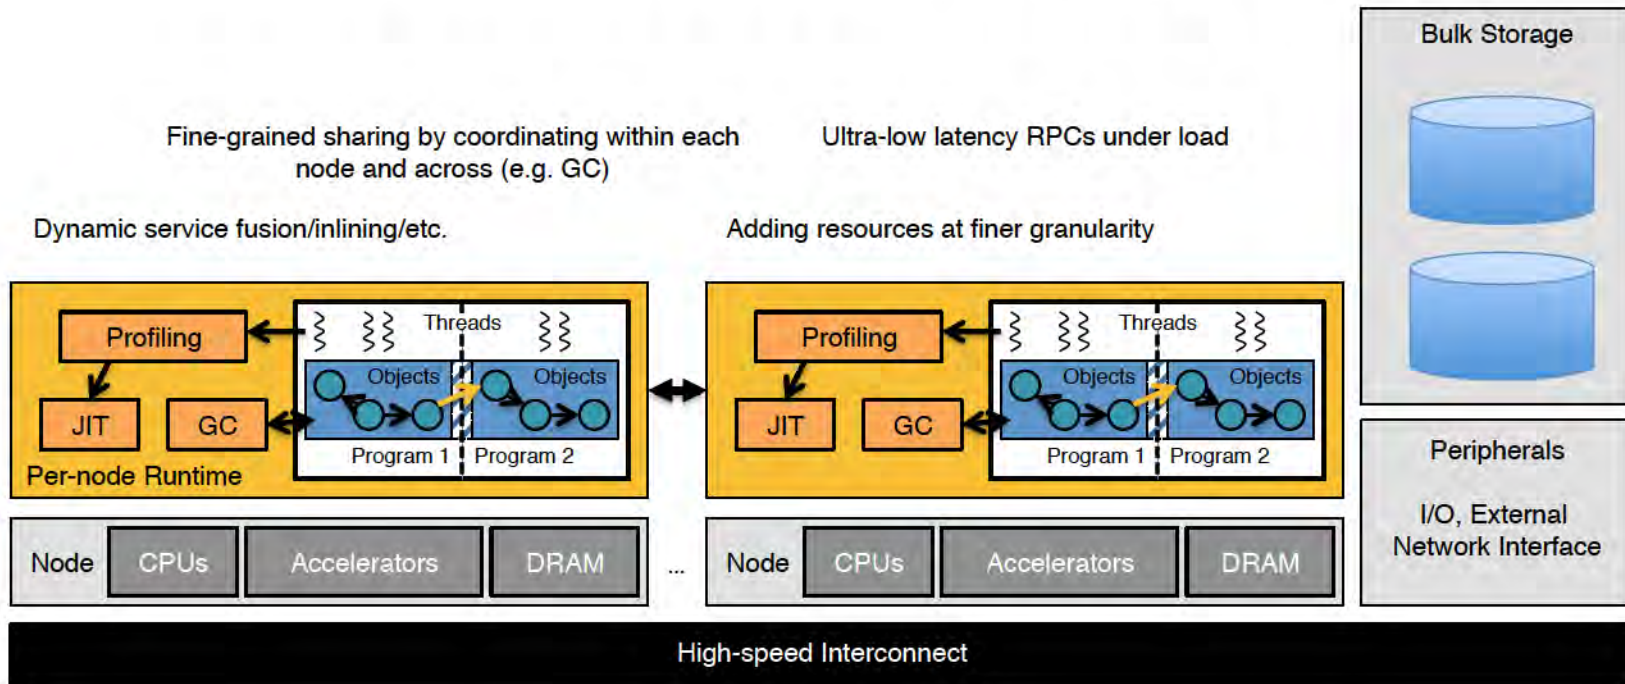 Bulk Storage
Fine-grained sharing by coordinating within each
node and across (e.g. GC)
Ultra-low latency RPCs under load
Dynamic service fusion/inlining/etc.
Adding resources at finer granularity
Profiling
Threads
Objects
Objects
JIT
GC
Program 1
Program 2
Per-node Runtime
Profiling
Threads
Objects
Objects
JIT
GC
Program 1
Program 2
Peripherals
I/O, External
Network Interface
Node
CPUs
Accelerators
DRAM
...
Node
CPUs
Accelerators
DRAM
High-speed Interconnect